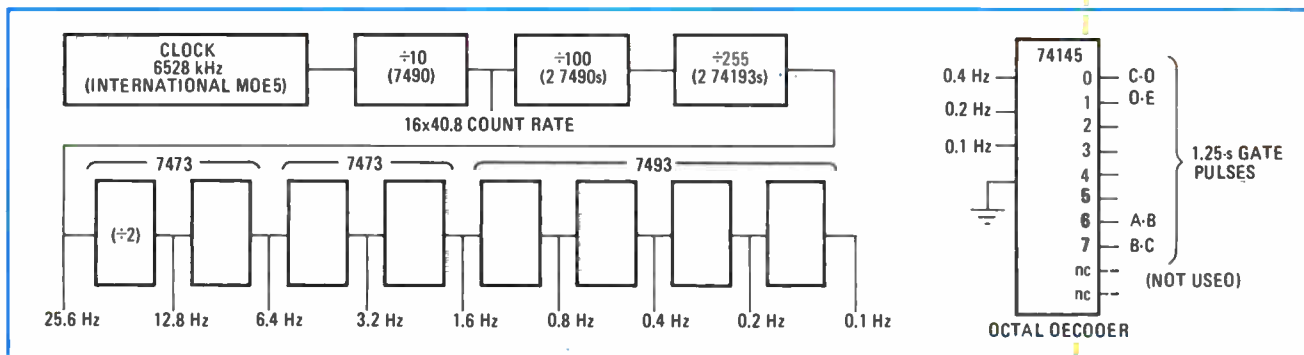 CLOCK
6528 kHz
(INTERNATIONAL MOE5)
÷10
(7490)
÷100
(2 7490s)
÷255
(2 74193s)
16x40.8 COUNT RATE
7473
7473
7493
(÷2)
25.6 Hz
12.8 Hz
6.4 Hz
3.2 Hz
1.6 Hz
0.8 Hz
0.4 Hz
0.2 Hz
0.1 Hz
74145
0.4 Hz
0.2 Hz
0.1 Hz
0 C·O
1 O·E
2
3
4
5
6 A·B
7 B·C
nc
nc
1.25-s GATE
PULSES
(NOT USEO)
OCTAL OECOOER